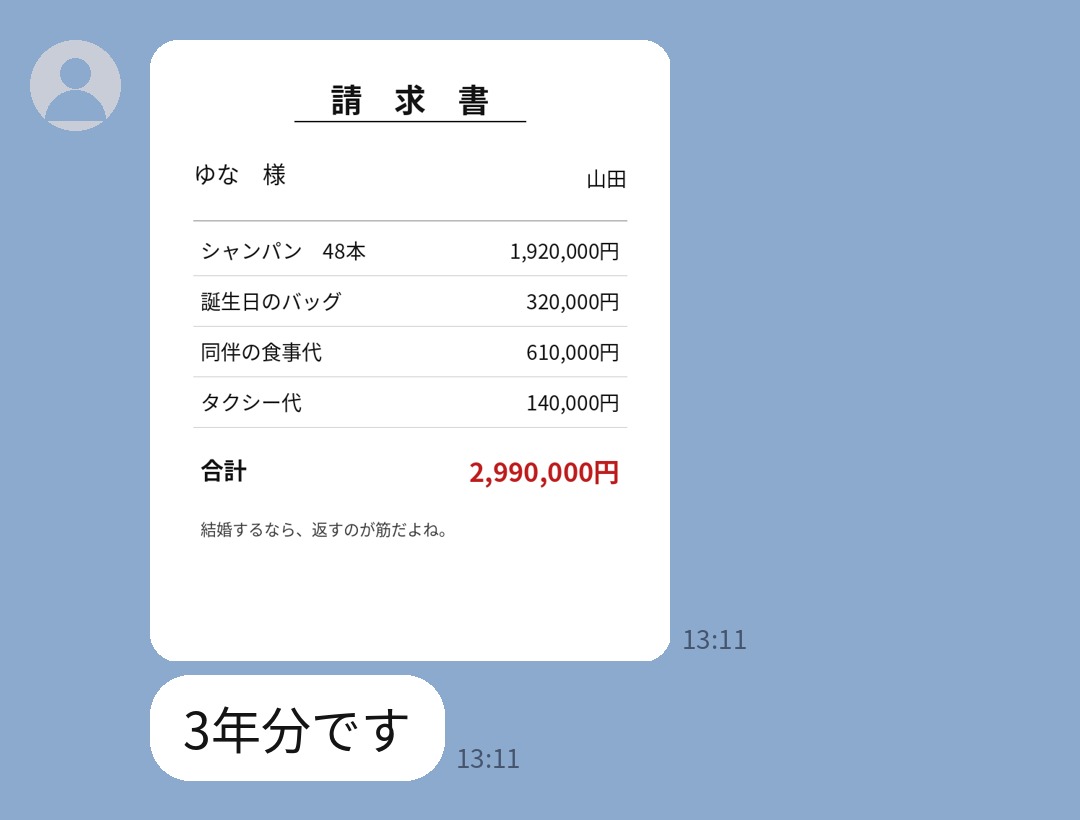 請 求 書
ゆな　様
山田
シャンパン　48本　1,920,000円
誕生日のバッグ　320,000円
同伴の食事代　610,000円
タクシー代　140,000円
合計　2,990,000円
結婚するなら、返すのが筋だよね。
13:11
3年分です
13:11